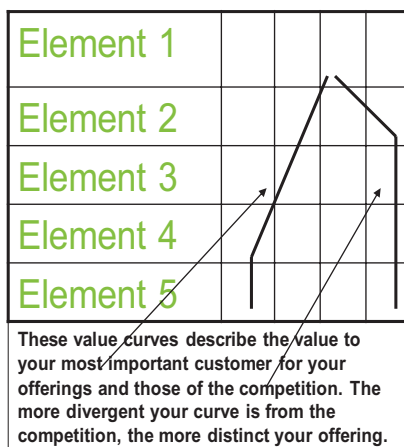 Element 1
Element 2
Element 3
Element 4
Element 5
These value curves describe the value to
your most important customer for your
offerings and those of the competition. The
more divergent your curve is from the
competition, the more distinct your offering.